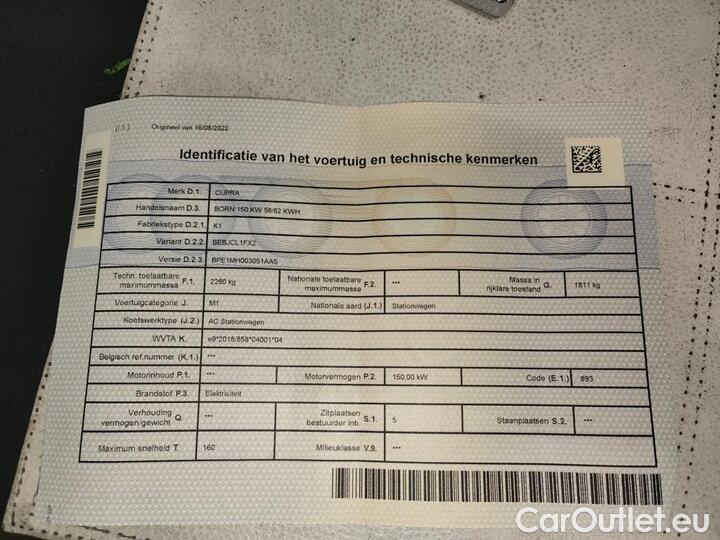 (I.1.) Origineel van 16/08/2022
Identificatie van het voertuig en technische kenmerken
Merk D.1. CUPRA
Handelsnaam D.3. BORN 150 KW 58/62 KWH
Fabriekstype D.2.1. K1
Variant D.2.2. BEBJCL1FX2
Versie D.2.3. BPE1MH003051AAS
Techn. toelaatbare maximummassa F.1. 2260 kg Nationale toelaatbare maximummassa F.2. *** Massa in rijklare toestand G. 1811 kg
Voertuigcategorie J. M1 Nationale aard (J.1.) Stationwagen
Koetswerktype (J.2.) AC Stationwagen
WVTA K. e9*2018/858*04001*04
Belgisch ref.nummer (K.1.) ***
Motorinhoud P.1. *** Motorvermogen P.2. 150,00 kW Code (E.1.) 893
Brandstof P.3. Elektriciteit
Verhouding vermogen/gewicht Q. *** Zitplaatsen bestuurder inb. S.1. 5 Staanplaatsen S.2. ***
Maximum snelheid T. 160 Milieuklasse V.9. ***
CarOutlet.eu